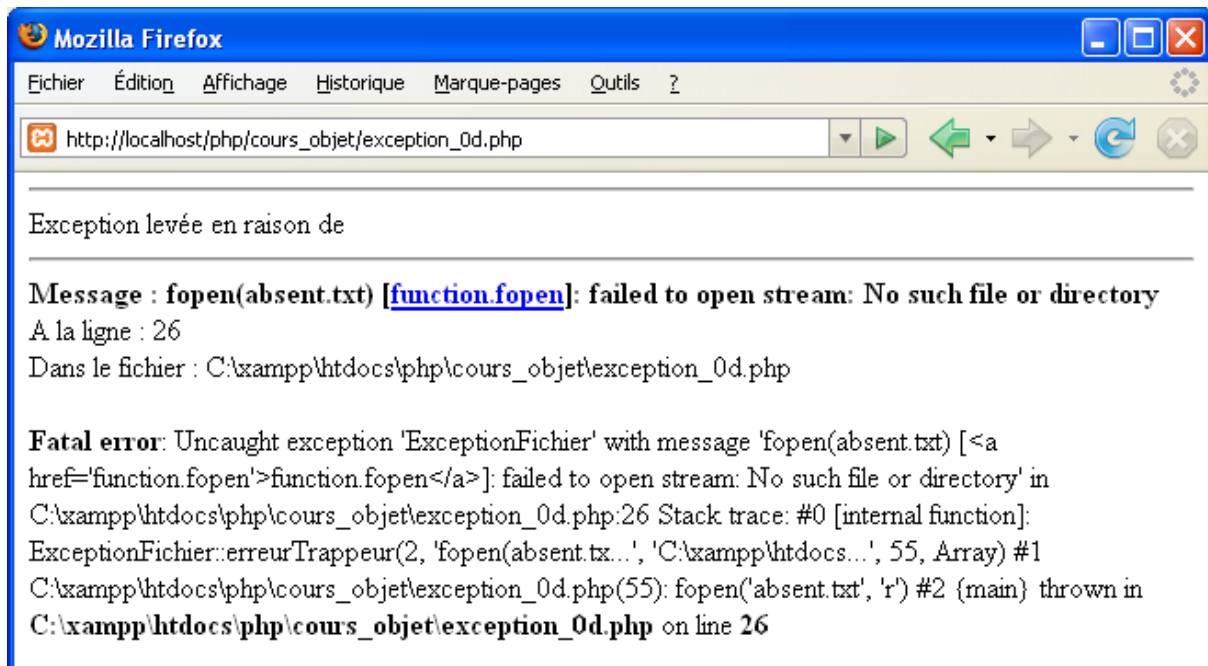 Mozilla Firefox
Fichier Édition Affichage Historique Marque-pages Outils ?
http://localhost/php/cours_objet/exception_0d.php
Exception levée en raison de
Message : fopen(absent.txt) [function.fopen]: failed to open stream: No such file or directory
A la ligne : 26
Dans le fichier : C:\xampp\htdocs\php\cours_objet\exception_0d.php
Fatal error: Uncaught exception 'ExceptionFichier' with message 'fopen(absent.txt) [<a
href='function.fopen'>function.fopen</a>]: failed to open stream: No such file or directory' in
C:\xampp\htdocs\php\cours_objet\exception_0d.php:26 Stack trace: #0 [internal function]:
ExceptionFichier::erreurTrappeur(2, 'fopen(absent.tx...', 'C:\xampp\htdocs...', 55, Array) #1
C:\xampp\htdocs\php\cours_objet\exception_0d.php(55): fopen('absent.txt', 'r') #2 {main} thrown in
C:\xampp\htdocs\php\cours_objet\exception_0d.php on line 26